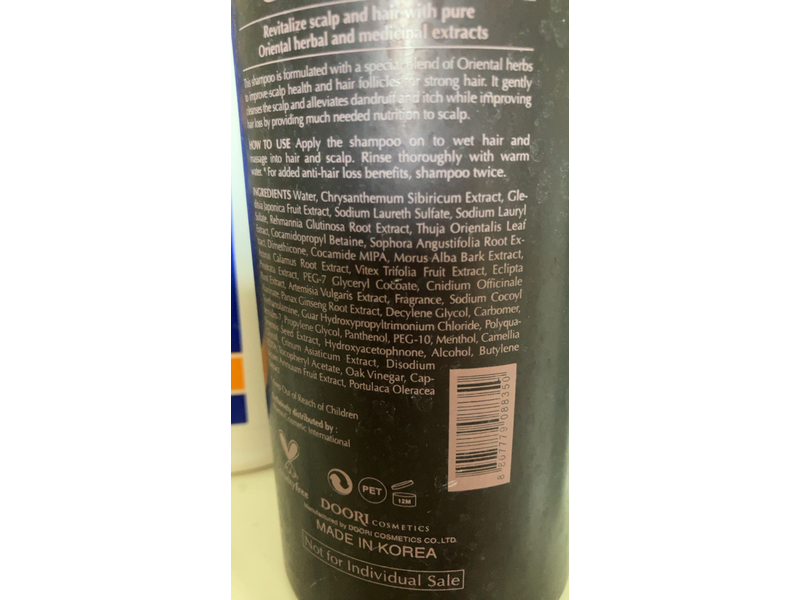 Revitalize scalp and hair with pure
Oriental herbal and medicinal extracts
This shampoo is formulated with a special blend of Oriental herbs
to improve scalp health and hair follicles for strong hair. It gently
cleanses the scalp and alleviates dandruff and itch while improving
hair loss by providing much needed nutrition to scalp.
HOW TO USE Apply the shampoo on to wet hair and
massage into hair and scalp. Rinse thoroughly with warm
water. * For added anti-hair loss benefits, shampoo twice.
INGREDIENTS Water, Chrysanthemum Sibiricum Extract, Gle-
ditsia Japonica Fruit Extract, Sodium Laureth Sulfate, Sodium Lauryl
Sulfate, Rehmannia Glutinosa Root Extract, Thuja Orientalis Leaf
Extract, Cocamidopropyl Betaine, Sophora Angustifolia Root Ex-
tract, Dimethicone, Cocamide MIPA, Morus Alba Bark Extract,
Calamus Root Extract, Vitex Trifolia Fruit Extract, Eclipta
Extract, PEG-7 Glyceryl Cocoate, Cnidium Officinale
Root Extract, Artemisia Vulgaris Extract, Fragrance, Sodium Cocoyl
Panax Ginseng Root Extract, Decylene Glycol, Carbomer,
Guar Hydroxypropyltrimonium Chloride, Polyqua-
Propylene Glycol, Panthenol, PEG-10, Menthol, Camellia
Seed Extract, Hydroxyacetophnone, Alcohol, Butylene
Crinum Asiaticum Extract, Disodium
Tocopheryl Acetate, Oak Vinegar, Cap-
Annuum Fruit Extract, Portulaca Oleracea
Keep Out of Reach of Children
Exclusively distributed by :
Cosmetic International
8 807779 088350
PET
12M
DOORI COSMETICS
Manufactured by DOORI COSMETICS CO.,LTD.
MADE IN KOREA
Not for Individual Sale